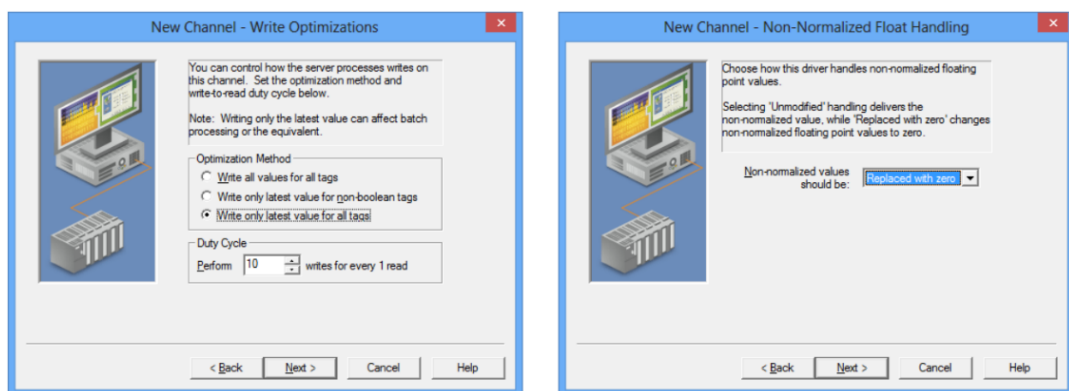 New Channel - Write Optimizations
You can control how the server processes writes on
this channel. Set the optimization method and
write-to-read duty cycle below.
Note: Writing only the latest value can affect batch
processing or the equivalent.
Optimization Method
Write all values for all tags
Write only latest value for non-boolean tags
Write only latest value for all tags
Duty Cycle
Perform 10 writes for every 1 read
< Back Next > Cancel Help
New Channel - Non-Normalized Float Handling
Choose how this driver handles non-normalized floating
point values.
Selecting 'Unmodified' handling delivers the
non-normalized value, while 'Replaced with zero' changes
non-normalized floating point values to zero.
Non-normalized values
should be: Replaced with zero
< Back Next > Cancel Help